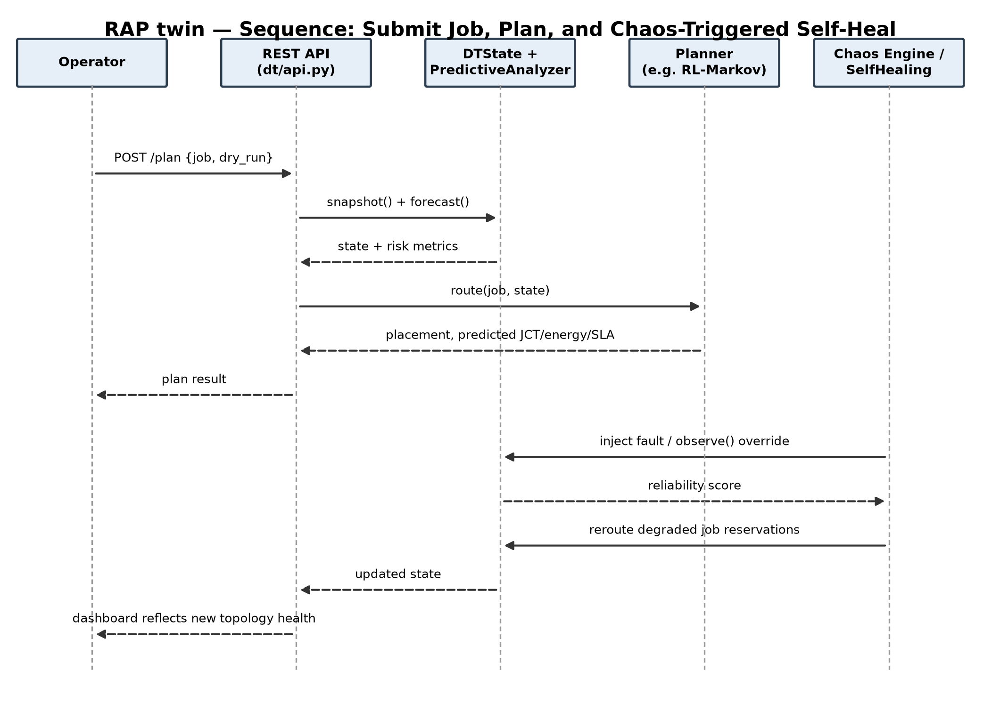 RAP twin — Sequence: Submit Job, Plan, and Chaos-Triggered Self-Heal
Operator
REST API
(dt/api.py)
DTState +
PredictiveAnalyzer
Planner
(e.g. RL-Markov)
Chaos Engine /
SelfHealing
POST /plan {job, dry_run}
snapshot() + forecast()
state + risk metrics
route(job, state)
placement, predicted JCT/energy/SLA
plan result
inject fault / observe() override
reliability score
reroute degraded job reservations
updated state
dashboard reflects new topology health